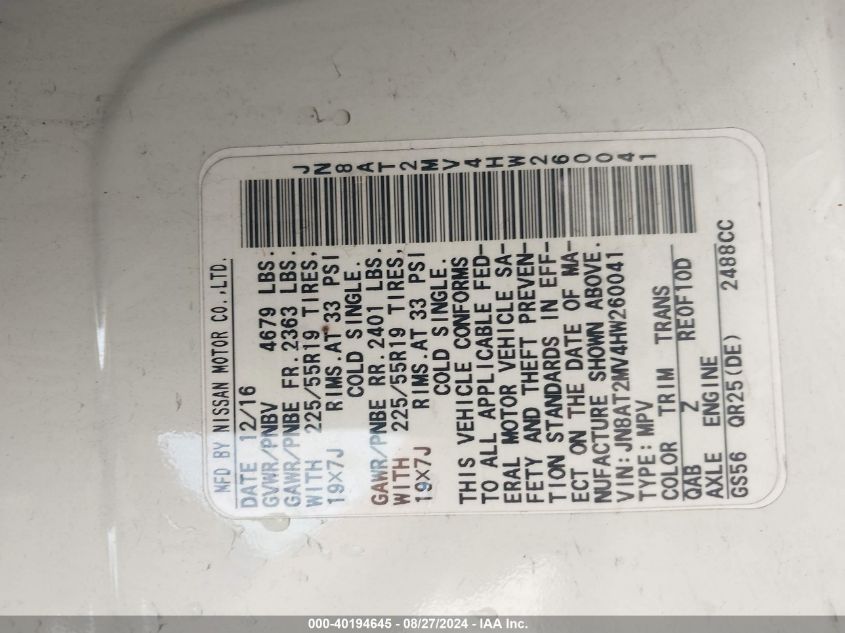 MFD BY NISSAN MOTOR CO.,LTD.
DATE 12/16
GVWR/PNBV 4679 LBS.
GAWR/PNBE FR.2363 LBS.
WITH 225/55R19 TIRES,
19×7J RIMS.AT 33 PSI
COLD SINGLE.
GAWR/PNBE RR.2401 LBS.
WITH 225/55R19 TIRES,
19×7J RIMS.AT 33 PSI
COLD SINGLE.
THIS VEHICLE CONFORMS
TO ALL APPLICABLE FED-
ERAL MOTOR VEHICLE SA-
FETY AND THEFT PREVEN-
TION STANDARDS IN EFF-
ECT ON THE DATE OF MA-
NUFACTURE SHOWN ABOVE.
VIN:JN8AT2MV4HW260041
TYPE:MPV
COLOR TRIM TRANS
QAB Z RE0F10D
AXLE ENGINE
GS56 QR25(DE) 2488CC
JN8AT2MV4HW260041
000-40194645 - 08/27/2024 - IAA Inc.